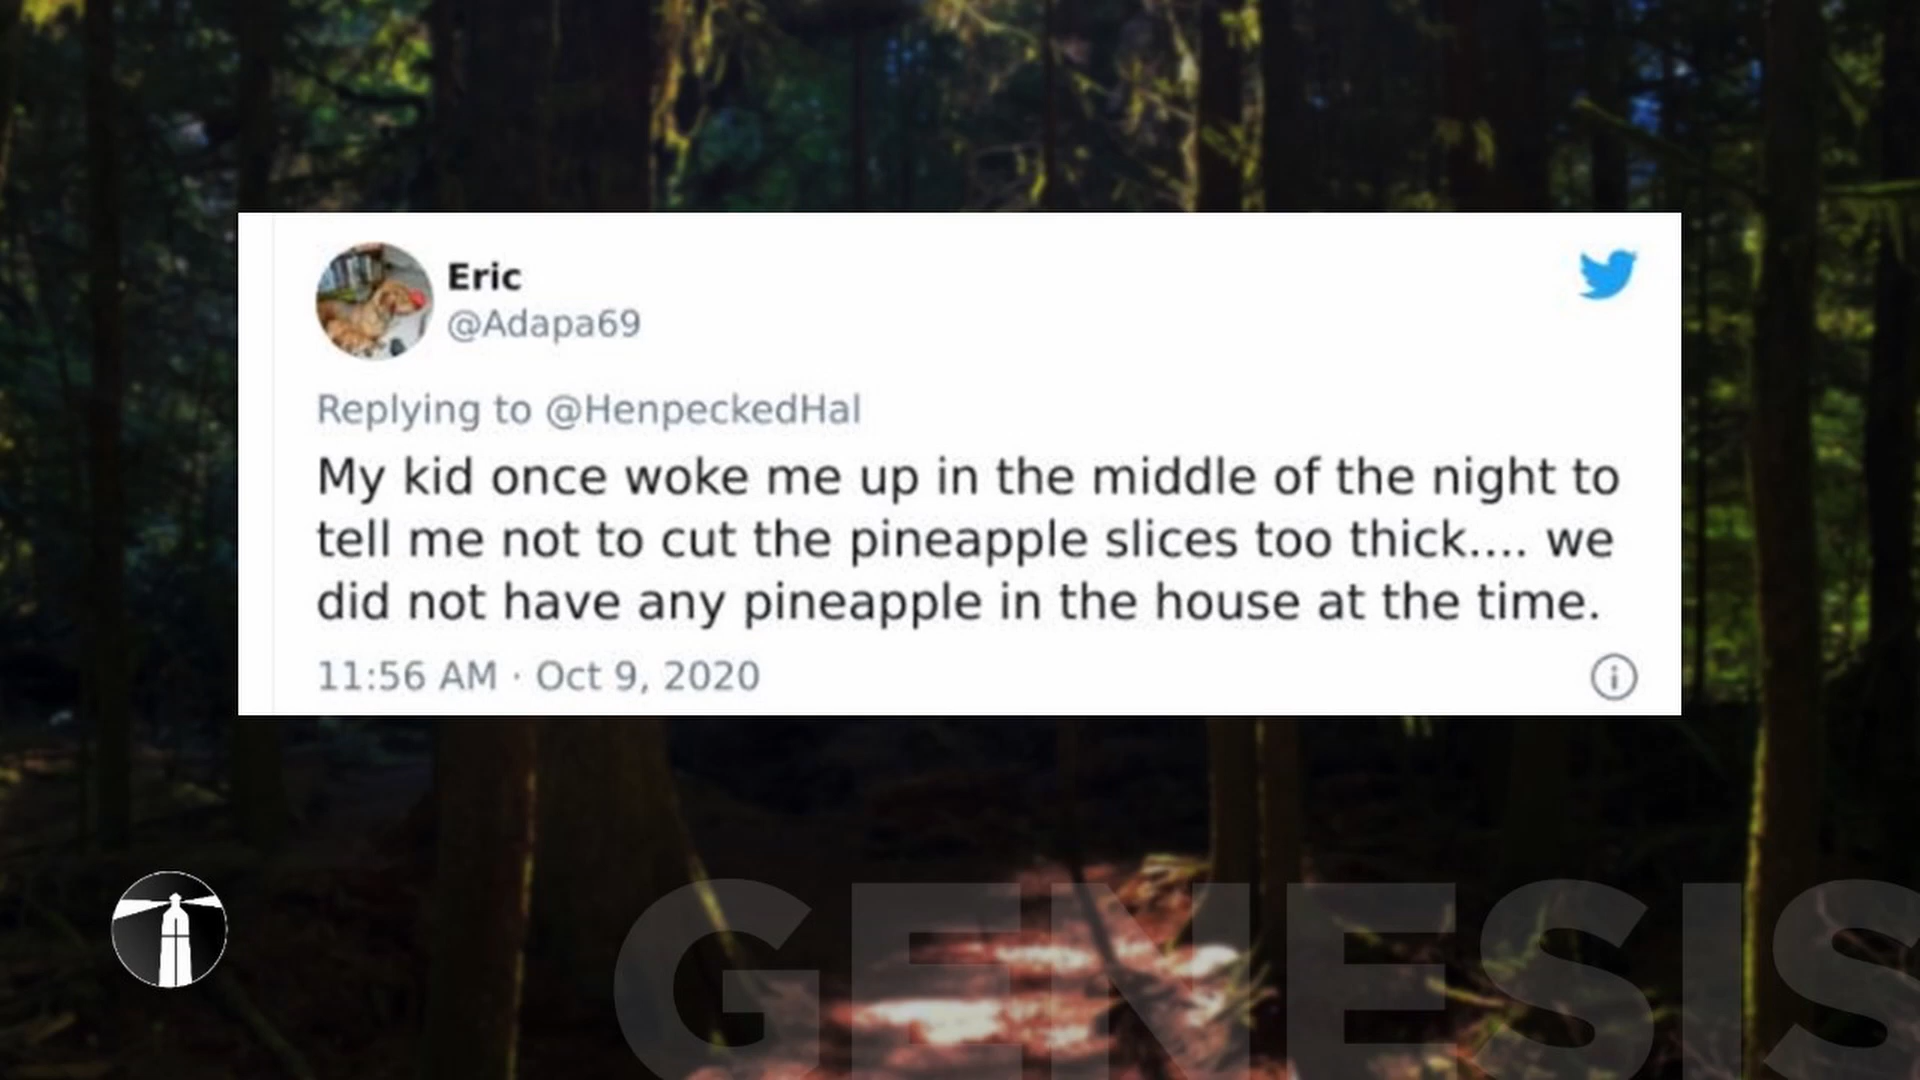 Eric
@Adapa69
Replying to @HenpeckedHal
My kid once woke me up in the middle of the night to
tell me not to cut the pineapple slices too thick.... we
did not have any pineapple in the house at the time.
11:56 AM · Oct 9, 2020
GENESIS